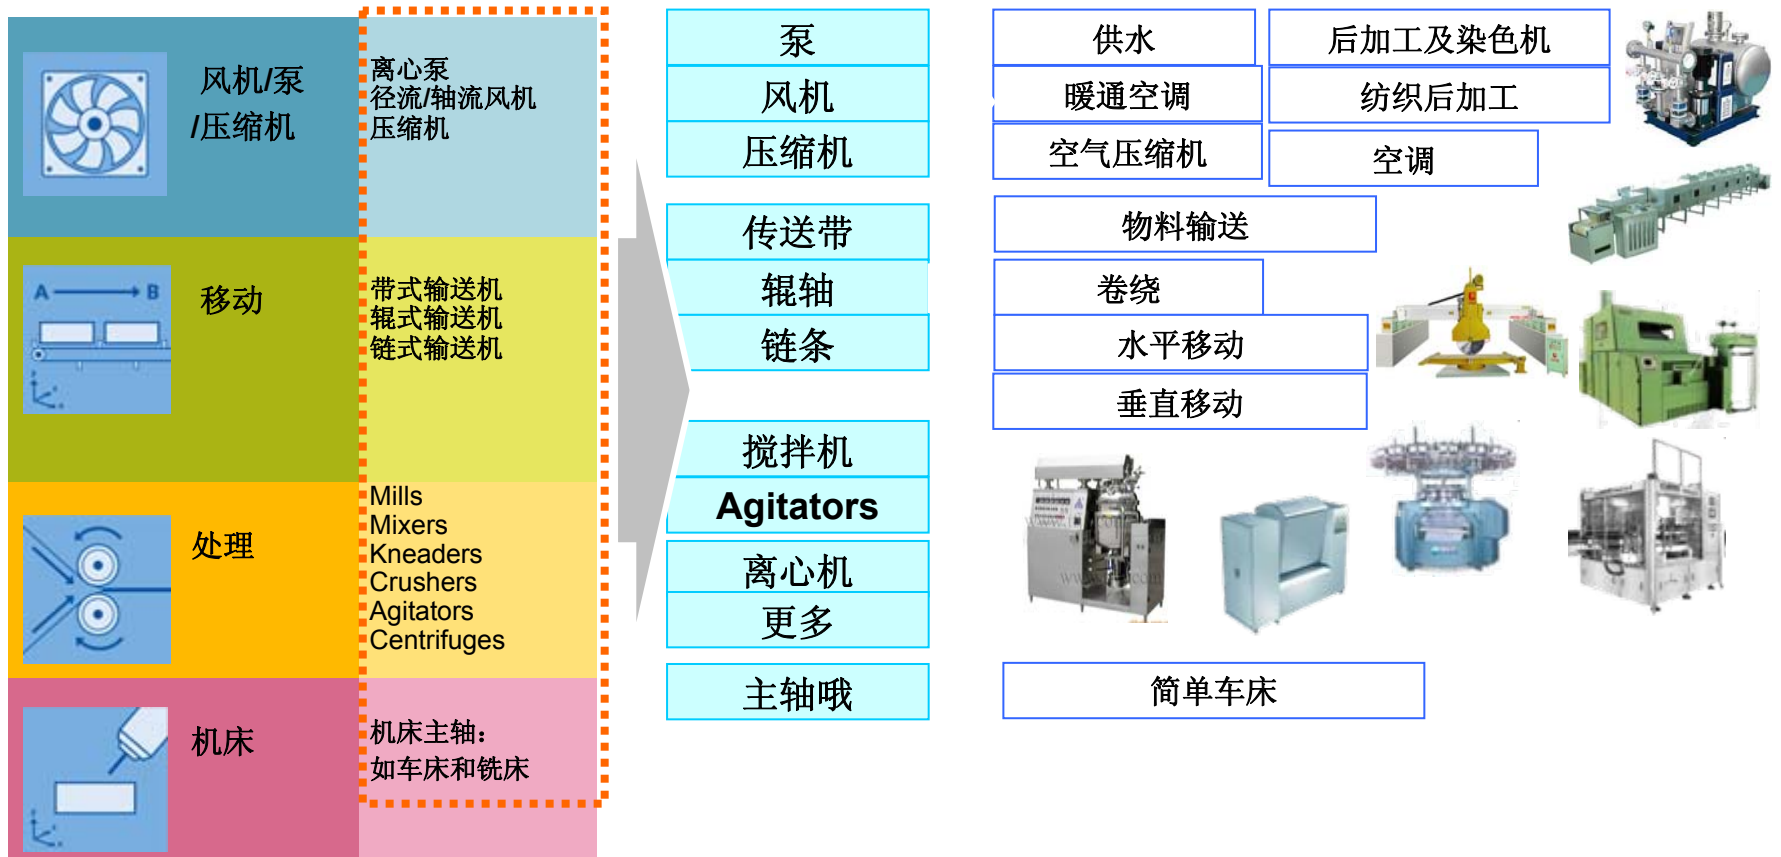 风机/泵
/压缩机
离心泵
径流/轴流风机
压缩机
A
B
移动
带式输送机
辊式输送机
链式输送机
处理
Mills
Mixers
Kneaders
Crushers
Agitators
Centrifuges
机床
机床主轴：
如车床和铣床
泵
风机
压缩机
传送带
辊轴
链条
搅拌机
Agitators
离心机
更多
主轴哦
供水
后加工及染色机
暖通空调
纺织后加工
空气压缩机
空调
物料输送
卷绕
水平移动
垂直移动
简单车床